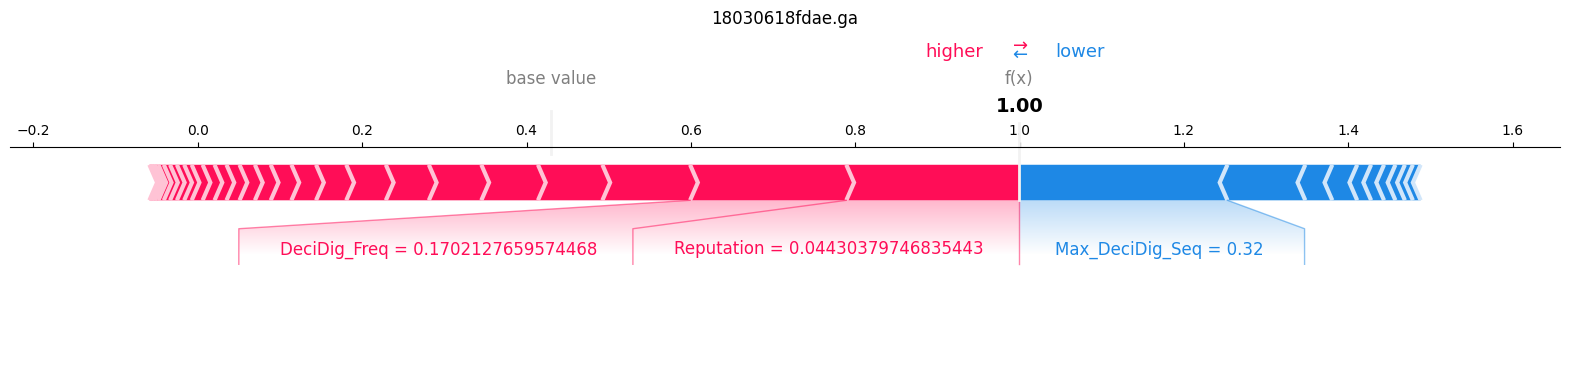 18030618fdae.ga
higher ⇄ lower
base value f(x)
1.00
−0.2 0.0 0.2 0.4 0.6 0.8 1.0 1.2 1.4 1.6
DeciDig_Freq = 0.1702127659574468 Reputation = 0.04430379746835443 Max_DeciDig_Seq = 0.32